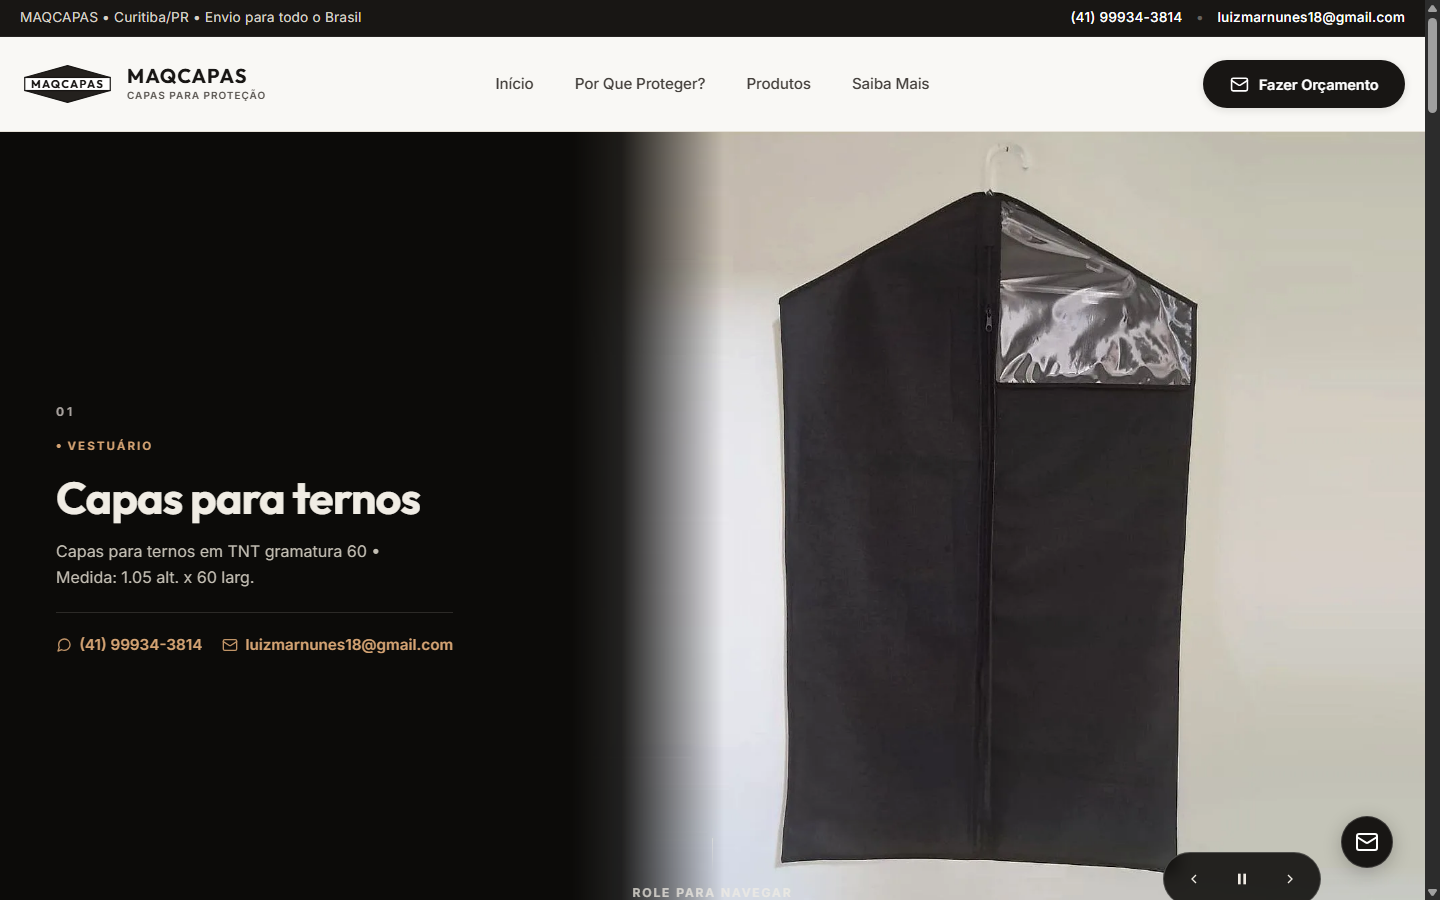 MAQCAPAS • Curitiba/PR • Envio para todo o Brasil
(41) 99934-3814 • luizmarnunes18@gmail.com
MAQCAPAS
MAQCAPAS
CAPAS PARA PROTEÇÃO
Início
Por Que Proteger?
Produtos
Saiba Mais
Fazer Orçamento
01
• VESTUÁRIO
Capas para ternos
Capas para ternos em TNT gramatura 60 •
Medida: 1.05 alt. x 60 larg.
(41) 99934-3814
luizmarnunes18@gmail.com
ROLE PARA NAVEGAR